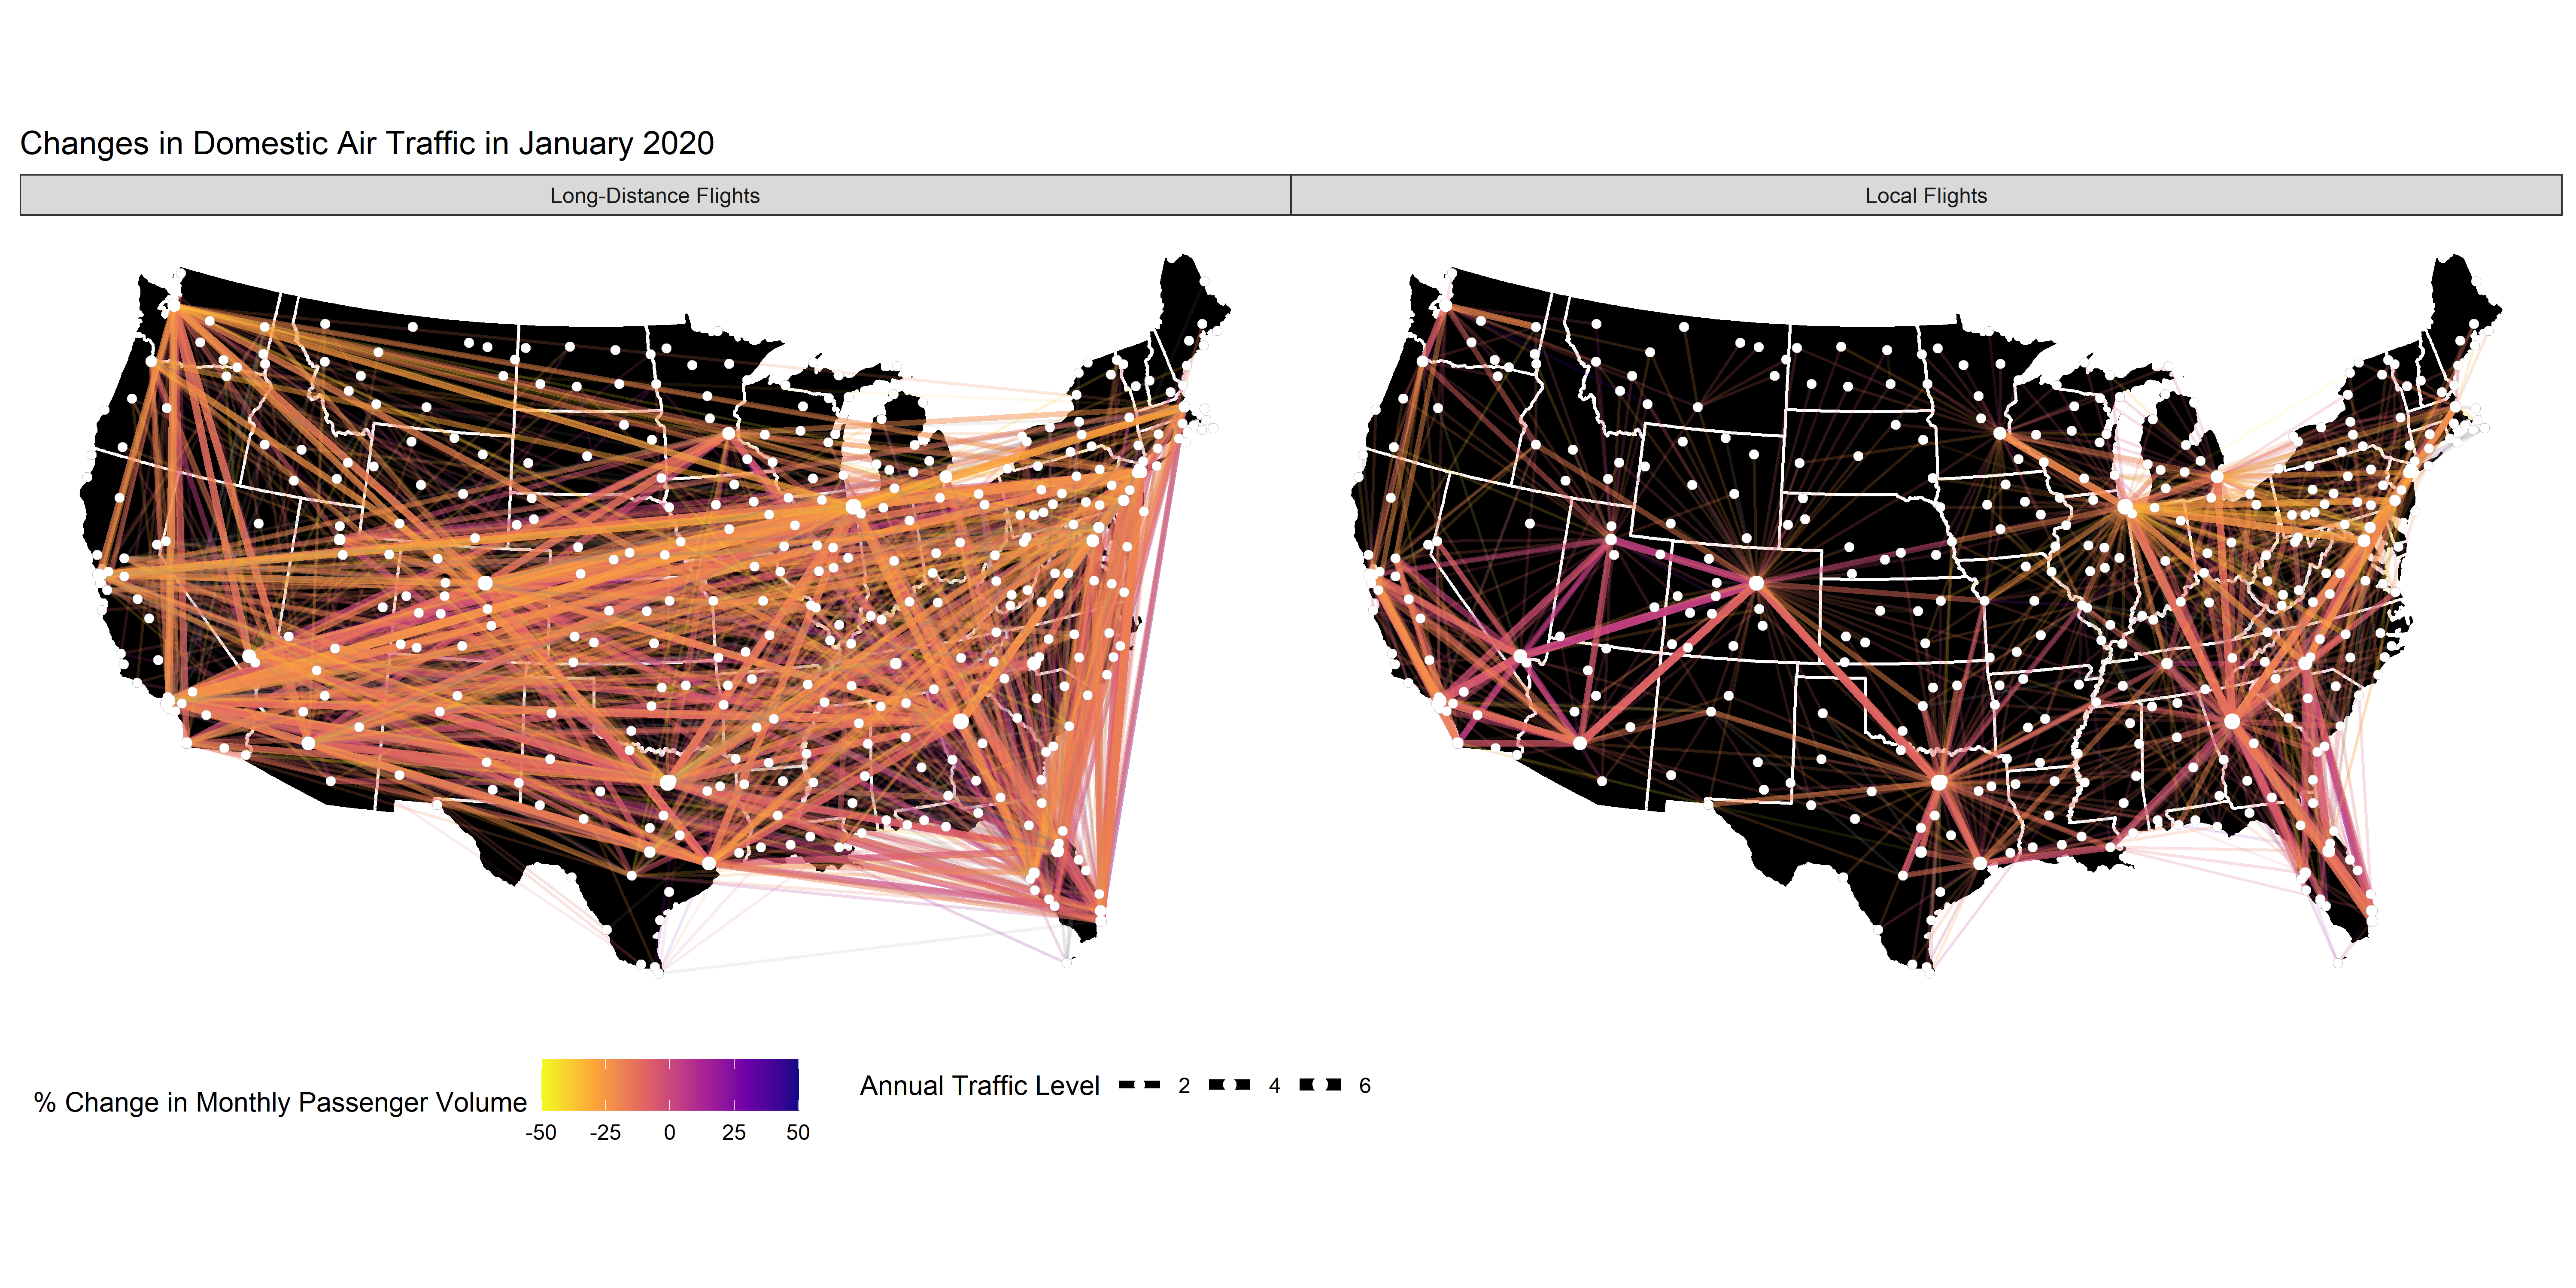 Changes in Domestic Air Traffic in January 2020
Long-Distance Flights
Local Flights
% Change in Monthly Passenger Volume
-50 -25 0 25 50
Annual Traffic Level 2 4 6